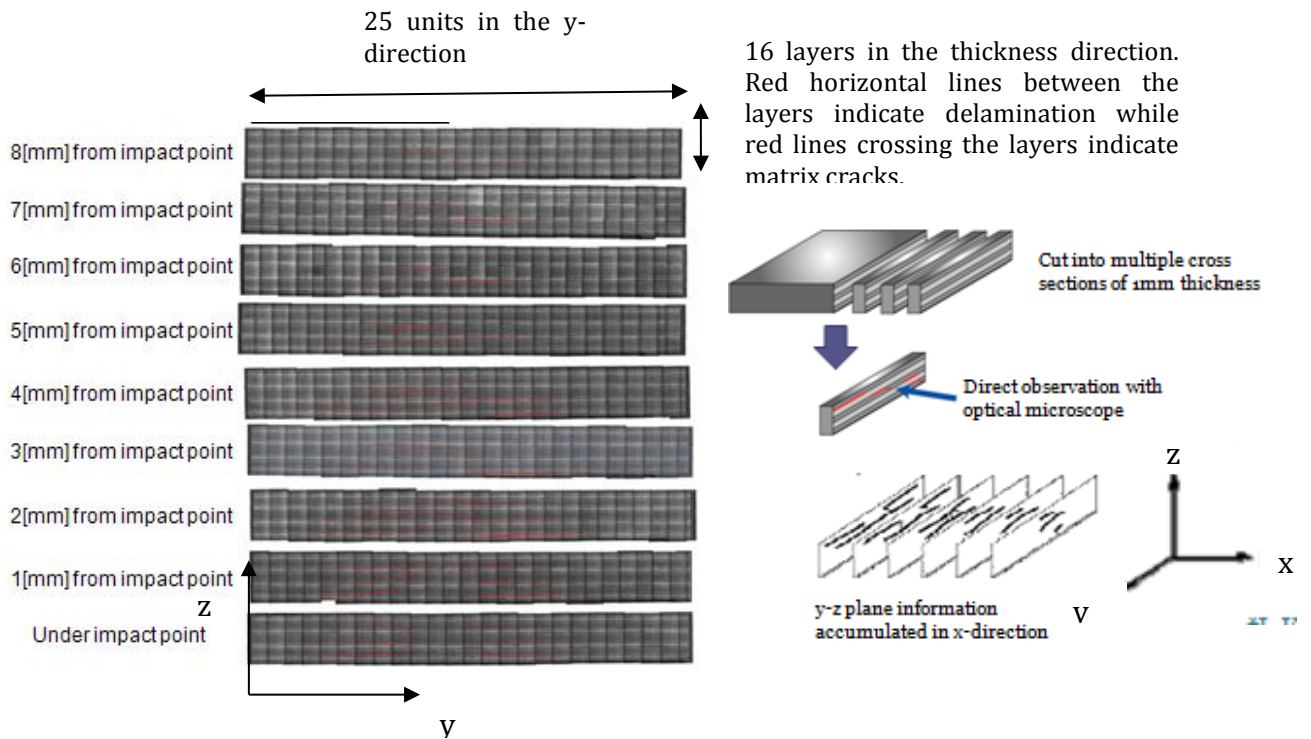 25 units in the y-
direction
16 layers in the thickness direction.
Red horizontal lines between the
layers indicate delamination while
red lines crossing the layers indicate
matrix cracks.
8[mm] from impact point
7[mm] from impact point
6[mm] from impact point
5[mm] from impact point
4[mm] from impact point
3[mm] from impact point
2[mm] from impact point
1[mm] from impact point
Under impact point
z
y
Cut into multiple cross
sections of 1mm thickness
Direct observation with
optical microscope
y-z plane information
accumulated in x-direction
z
x
v